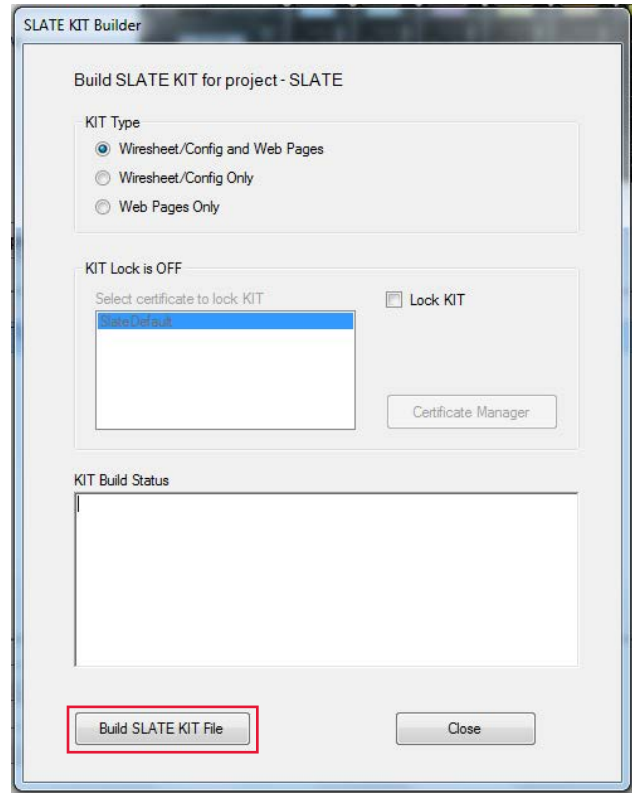 SLATE KIT Builder
Build SLATE KIT for project - SLATE
KIT Type
Wiresheet/Config and Web Pages
Wiresheet/Config Only
Web Pages Only
KIT Lock is OFF
Select certificate to lock KIT
Lock KIT
SlateDefault
Certificate Manager
KIT Build Status
Build SLATE KIT File
Close